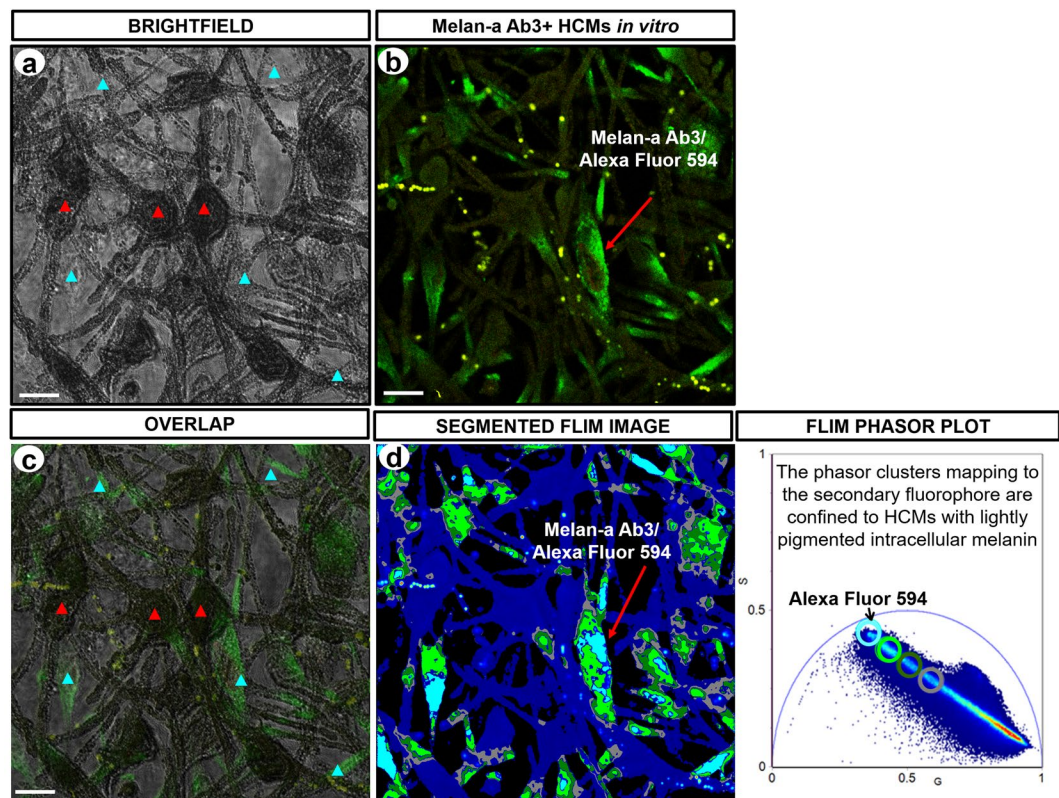 BRIGHTFIELD
Melan-a Ab3+ HCMs in vitro
a
b
Melan-a Ab3/
Alexa Fluor 594
OVERLAP
SEGMENTED FLIM IMAGE
FLIM PHASOR PLOT
c
d
Melan-a Ab3/
Alexa Fluor 594
1
The phasor clusters mapping to
the secondary fluorophore are
confined to HCMs with lightly
pigmented intracellular melanin
S
0.5
Alexa Fluor 594
0
0
0.5
G
1